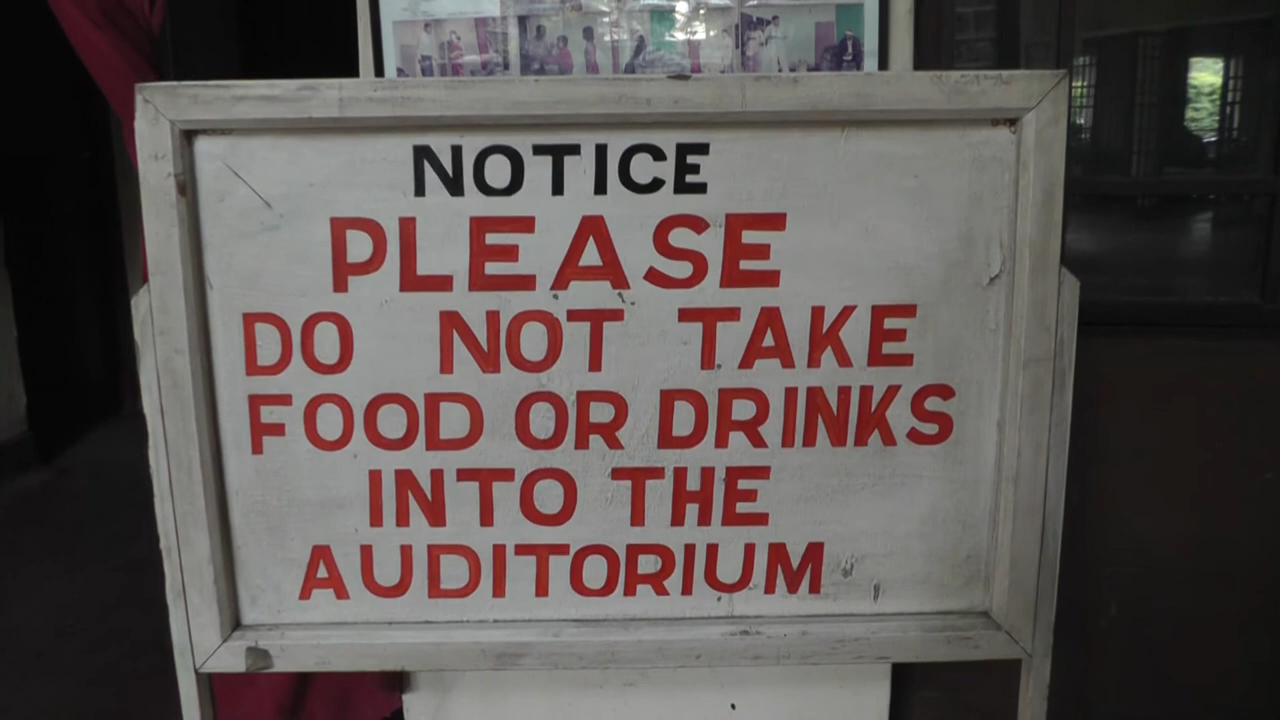 NOTICE
PLEASE
DO NOT TAKE
FOOD OR DRINKS
INTO THE
AUDITORIUM